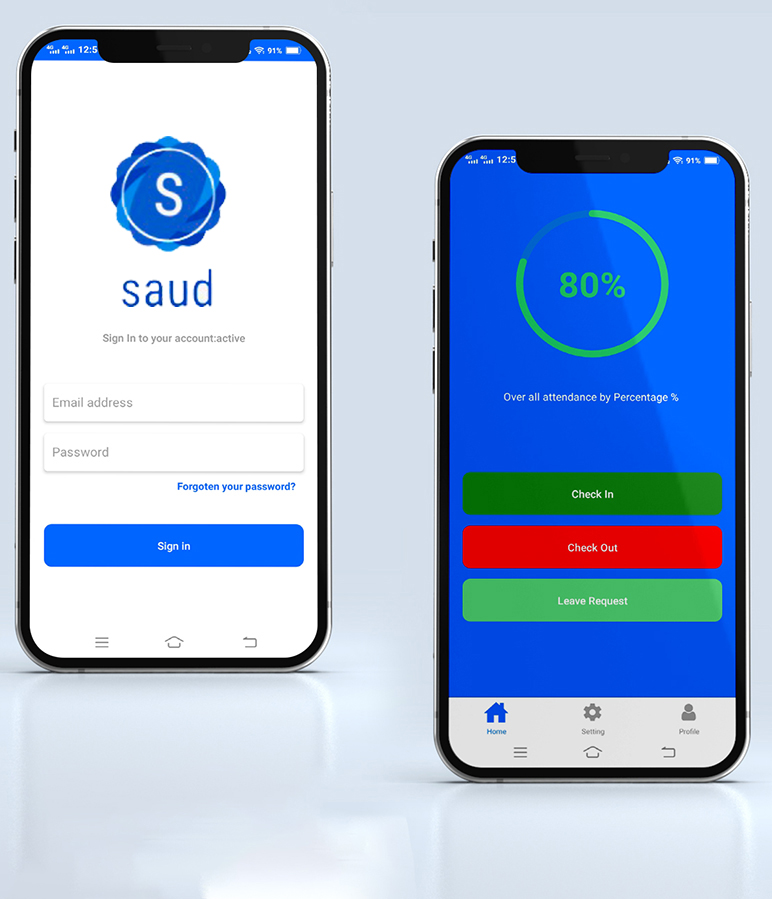 4G 4G 12:5 91%
S
saud
Sign In to your account:active
Email address
Password
Forgoten your password?
Sign in
4G 4G 12:5 91%
80%
Over all attendance by Percentage %
Check In
Check Out
Leave Request
Home Setting Profile